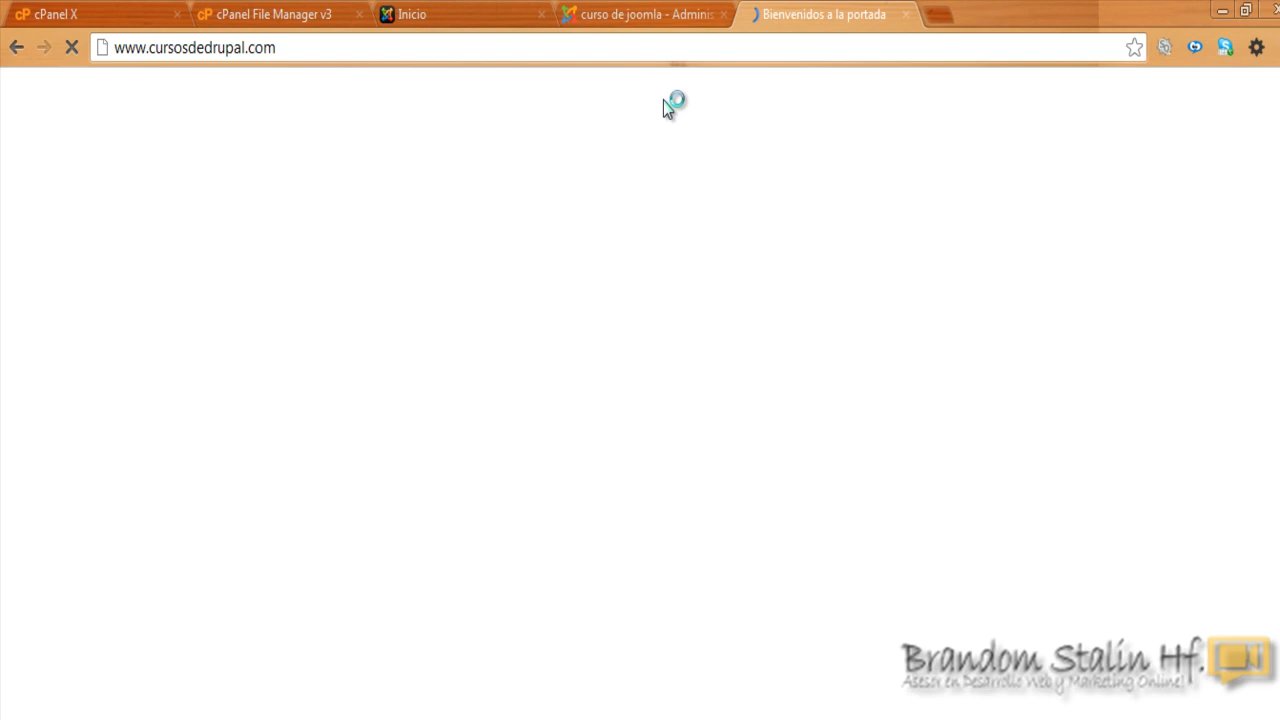 cPanel X
cPanel File Manager v3
Inicio
curso de joomla - Adminis
Bienvenidos a la portada
www.cursosdedrupal.com
Brandom Stalin Hf.
Asesor en Desarrollo Web y Marketing Online!